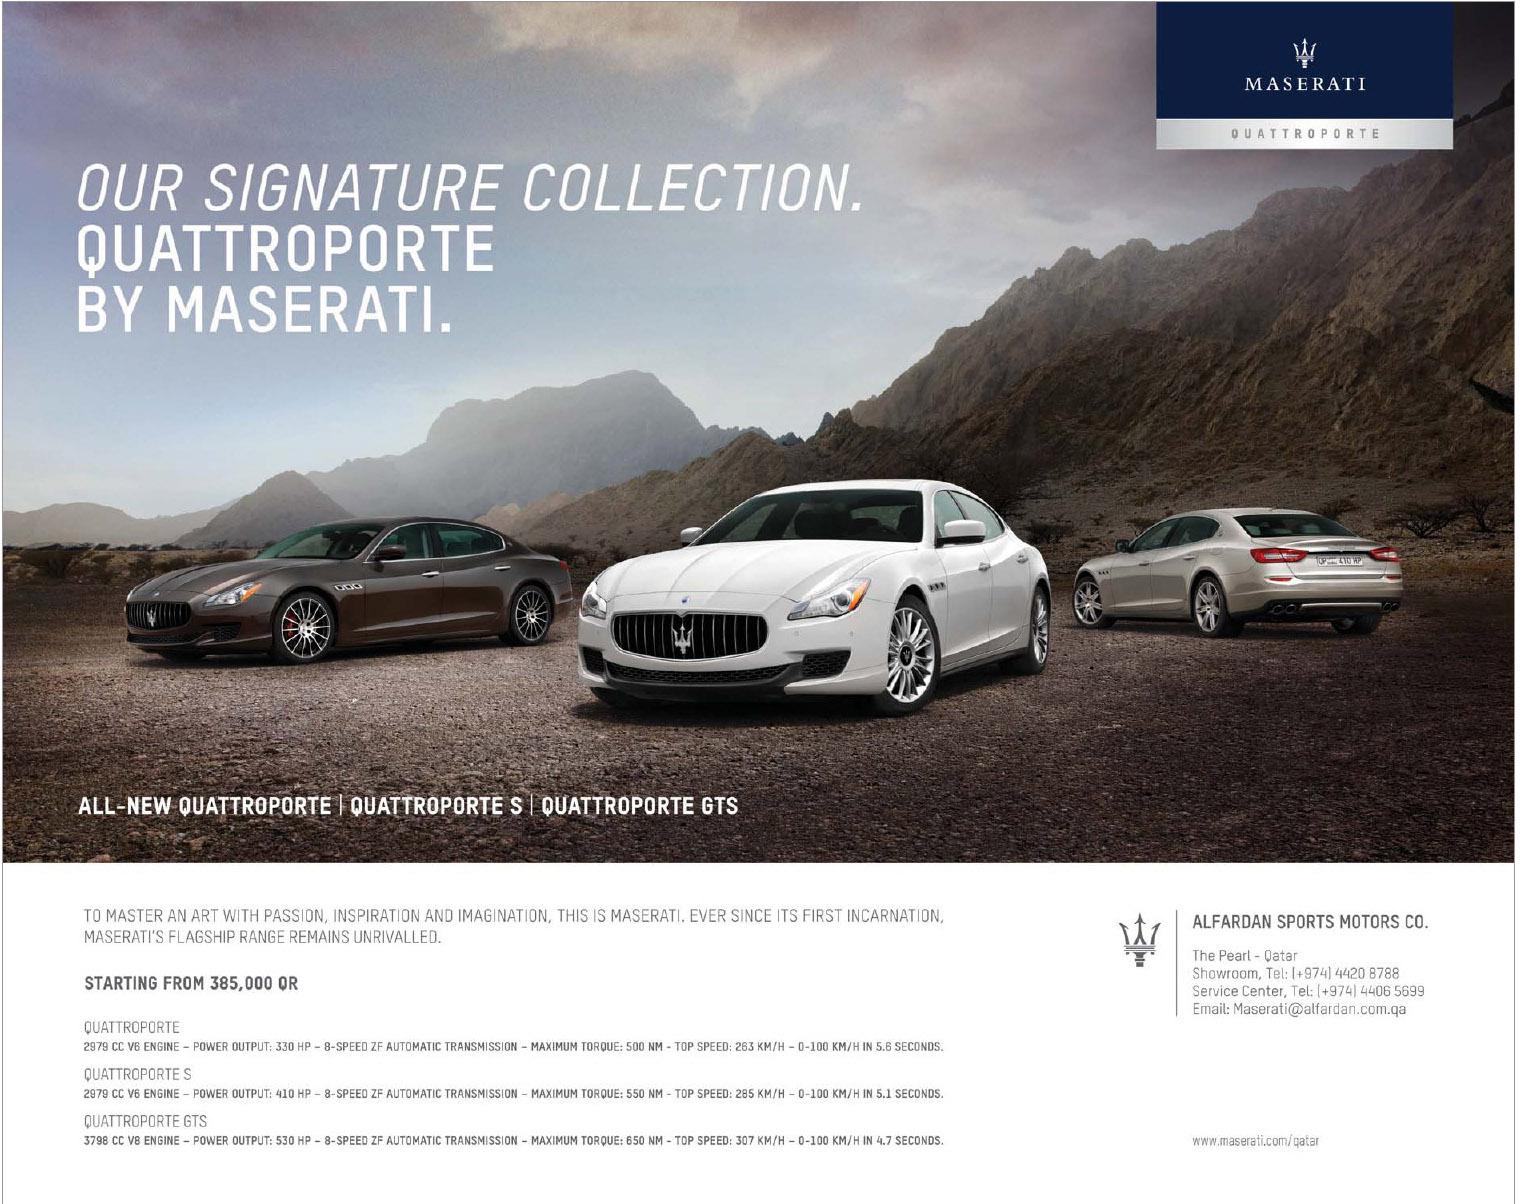 MASERATI
QUATTROPORTE
OUR SIGNATURE COLLECTION.
QUATTROPORTE
BY MASERATI.
QP 410 HP
ALL-NEW QUATTROPORTE | QUATTROPORTE S | QUATTROPORTE GTS
TO MASTER AN ART WITH PASSION, INSPIRATION AND IMAGINATION, THIS IS MASERATI. EVER SINCE ITS FIRST INCARNATION,
MASERATI'S FLAGSHIP RANGE REMAINS UNRIVALLED.
STARTING FROM 385,000 QR
QUATTROPORTE
2979 CC V6 ENGINE – POWER OUTPUT: 330 HP – 8-SPEED ZF AUTOMATIC TRANSMISSION – MAXIMUM TORQUE: 500 NM - TOP SPEED: 263 KM/H – 0-100 KM/H IN 5.6 SECONDS.
QUATTROPORTE S
2979 CC V6 ENGINE – POWER OUTPUT: 410 HP – 8-SPEED ZF AUTOMATIC TRANSMISSION – MAXIMUM TORQUE: 550 NM - TOP SPEED: 285 KM/H – 0-100 KM/H IN 5.1 SECONDS.
QUATTROPORTE GTS
3798 CC V8 ENGINE – POWER OUTPUT: 530 HP – 8-SPEED ZF AUTOMATIC TRANSMISSION – MAXIMUM TORQUE: 650 NM - TOP SPEED: 307 KM/H – 0-100 KM/H IN 4.7 SECONDS.
ALFARDAN SPORTS MOTORS CO.
The Pearl - Qatar
Showroom, Tel: (+974) 4420 8788
Service Center, Tel: (+974) 4406 5699
Email: Maserati@alfardan.com.qa
www.maserati.com/qatar